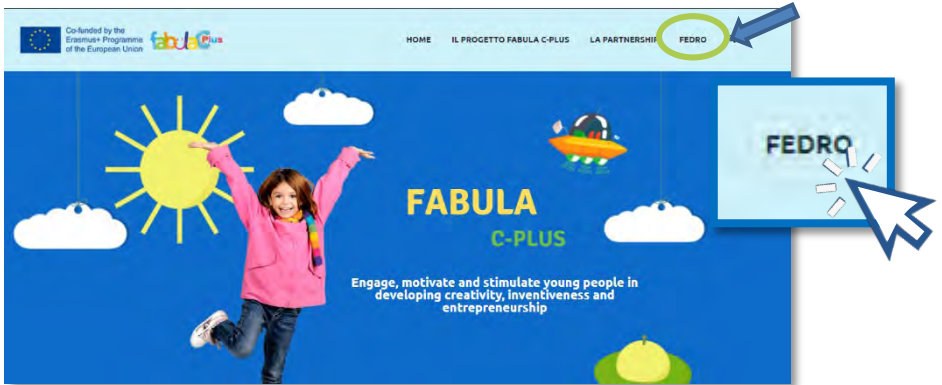 Co-funded by the
Erasmus+ Programme
of the European Union
fabula C Plus
HOME IL PROGETTO FABULA C-PLUS LA PARTNERSHIP FEDRO
FEDRO
FABULA
C-PLUS
Engage, motivate and stimulate young people in
developing creativity, inventiveness and
entrepreneurship